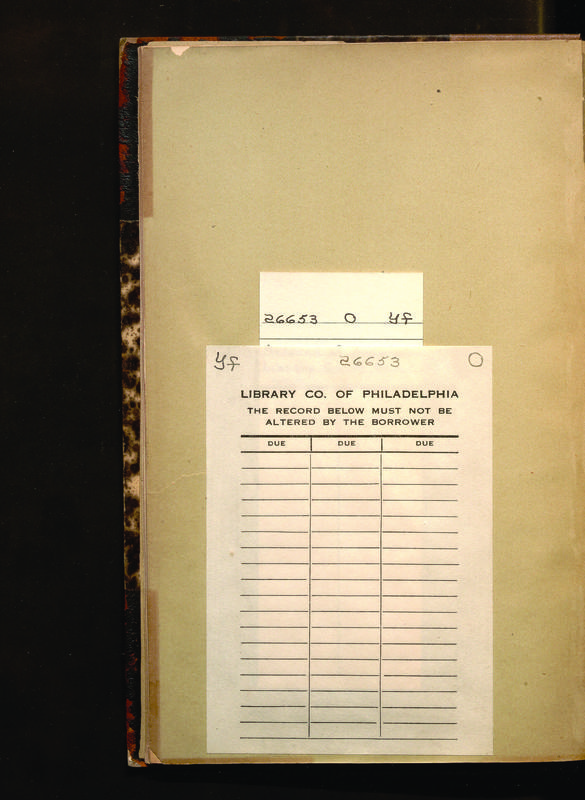 26653 O yf
yf 26653 O
LIBRARY CO. OF PHILADELPHIA
THE RECORD BELOW MUST NOT BE
ALTERED BY THE BORROWER
DUE DUE DUE